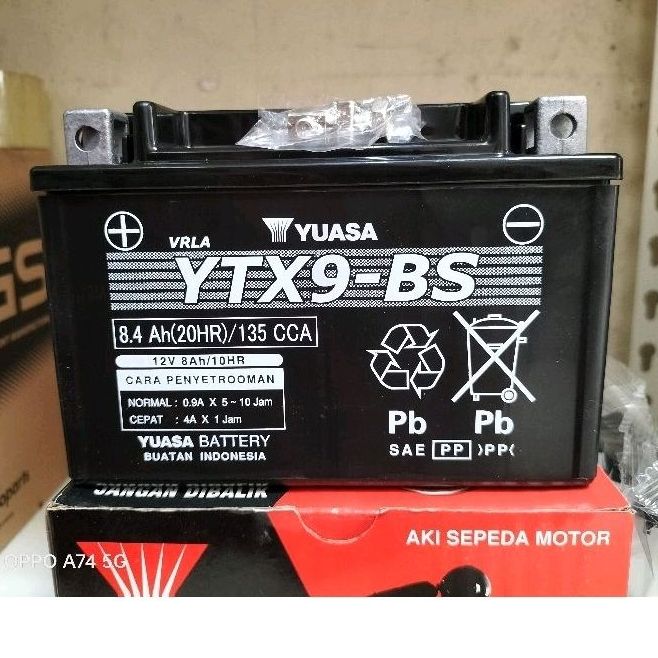 YUASA
VRLA
YTX9-BS
8.4 Ah(20HR)/135 CCA
12V 8Ah/10HR
CARA PENYETROOMAN
NORMAL : 0.9A X 5~10 Jam
CEPAT : 4A X 1 Jam
YUASA BATTERY
BUATAN INDONESIA
Pb Pb
SAE PP >PP<
GS
JANGAN DIBALIK
AKI SEPEDA MOTOR
OPPO A74 5G